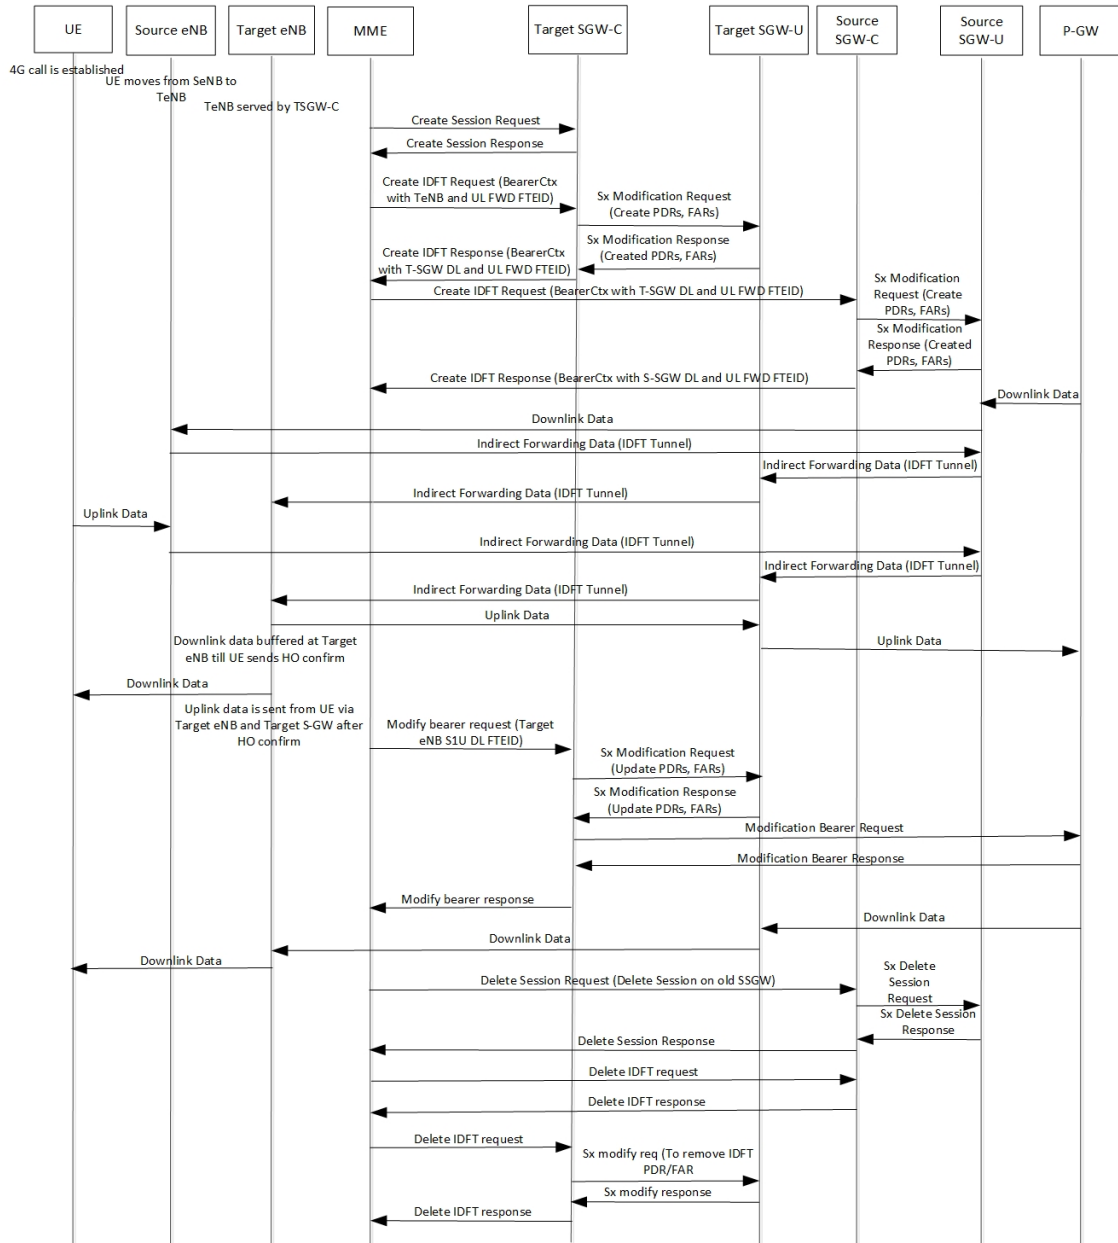 UE
Source eNB
Target eNB
MME
Target SGW-C
Target SGW-U
Source
SGW-C
Source
SGW-U
P-GW
4G call is established
UE moves from SeNB to
TeNB
TeNB served by TSGW-C
Create Session Request
Create Session Response
Create IDFT Request (BearerCtx
with TeNB and UL FWD FTEID)
Sx Modification Request
(Create PDRs, FARs)
Sx Modification Response
(Created PDRs, FARs)
Create IDFT Response (BearerCtx
with T-SGW DL and UL FWD FTEID)
Create IDFT Request (BearerCtx with T-SGW DL and UL FWD FTEID)
Sx Modification
Request (Create
PDRs, FARs)
Sx Modification
Response (Created
PDRs, FARs)
Create IDFT Response (BearerCtx with S-SGW DL and UL FWD FTEID)
Downlink Data
Downlink Data
Indirect Forwarding Data (IDFT Tunnel)
Indirect Forwarding Data (IDFT Tunnel)
Indirect Forwarding Data (IDFT Tunnel)
Uplink Data
Indirect Forwarding Data (IDFT Tunnel)
Indirect Forwarding Data (IDFT Tunnel)
Indirect Forwarding Data (IDFT Tunnel)
Uplink Data
Downlink data buffered at Target
eNB till UE sends HO confirm
Uplink Data
Downlink Data
Uplink data is sent from UE via
Target eNB and Target S-GW after
HO confirm
Modify bearer request (Target
eNB S1U DL FTEID)
Sx Modification Request
(Update PDRs, FARs)
Sx Modification Response
(Update PDRs, FARs)
Modification Bearer Request
Modification Bearer Response
Modify bearer response
Downlink Data
Downlink Data
Downlink Data
Delete Session Request (Delete Session on old SSGW)
Sx Delete
Session
Request
Sx Delete Session
Response
Delete Session Response
Delete IDFT request
Delete IDFT response
Delete IDFT request
Sx modify req (To remove IDFT
PDR/FAR
Sx modify response
Delete IDFT response